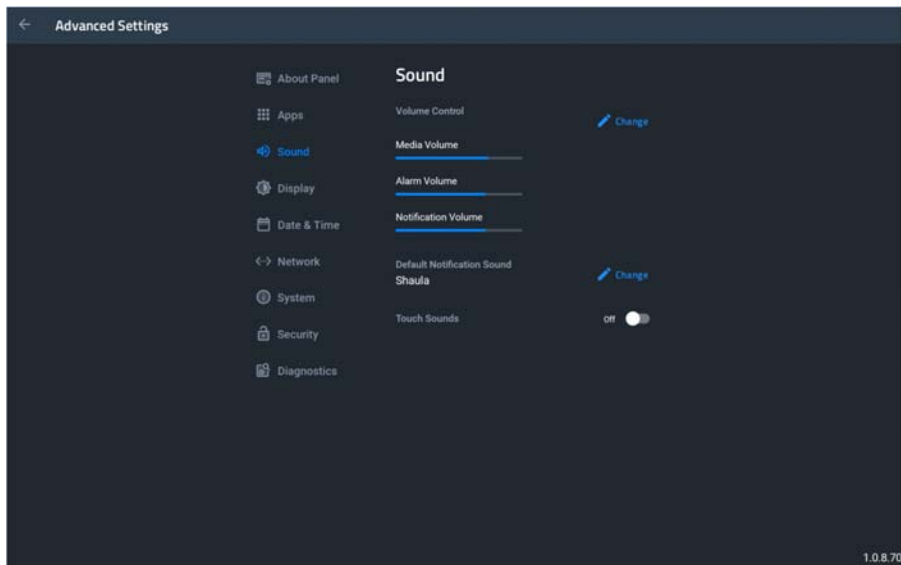 Advanced Settings
About Panel
Apps
Sound
Display
Date & Time
Network
System
Security
Diagnostics
Sound
Volume Control
Change
Media Volume
Alarm Volume
Notification Volume
Default Notification Sound
Shaula
Change
Touch Sounds
Off
1.0.8.70